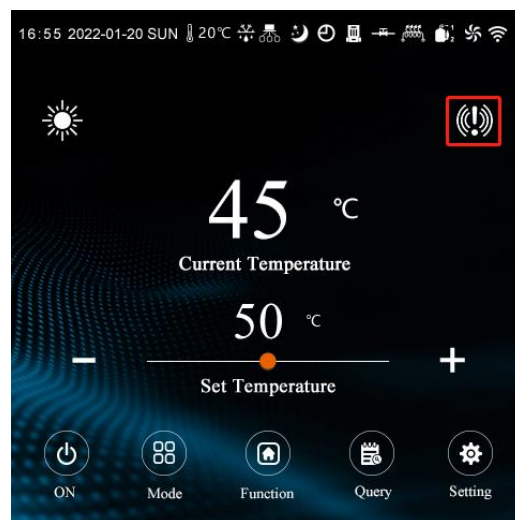 16:55 2022-01-20 SUN 20℃
45 ℃
Current Temperature
50 ℃
Set Temperature
ON Mode Function Query Setting